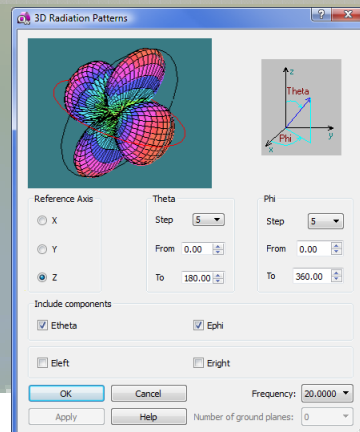 3D Radiation Patterns
z
Theta
Phi
y
x
Reference Axis
Theta
Phi
X
Step 5
Step 5
Y
From 0.00
From 0.00
Z
To 180.00
To 360.00
Include components
Etheta
Ephi
Eleft
Eright
OK
Cancel
Frequency: 20.0000
Apply
Help
Number of ground planes: 0